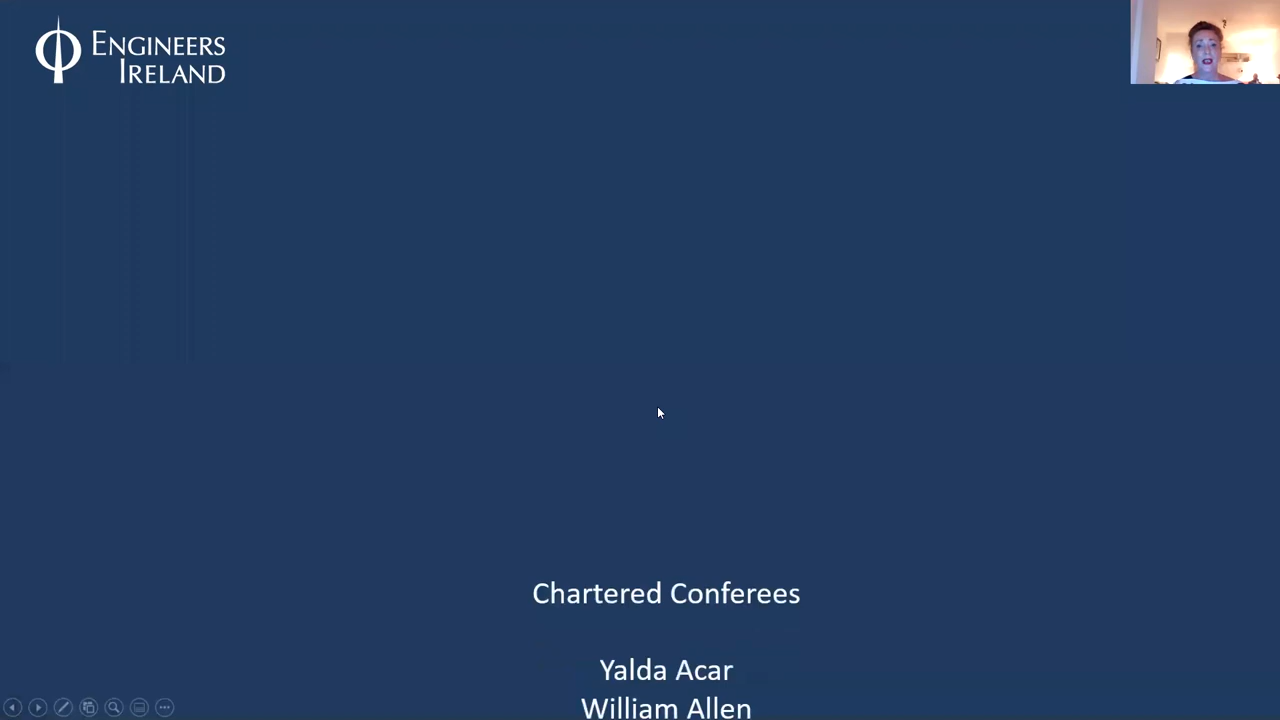 ENGINEERS
IRELAND
Chartered Conferees
Yalda Acar
William Allen